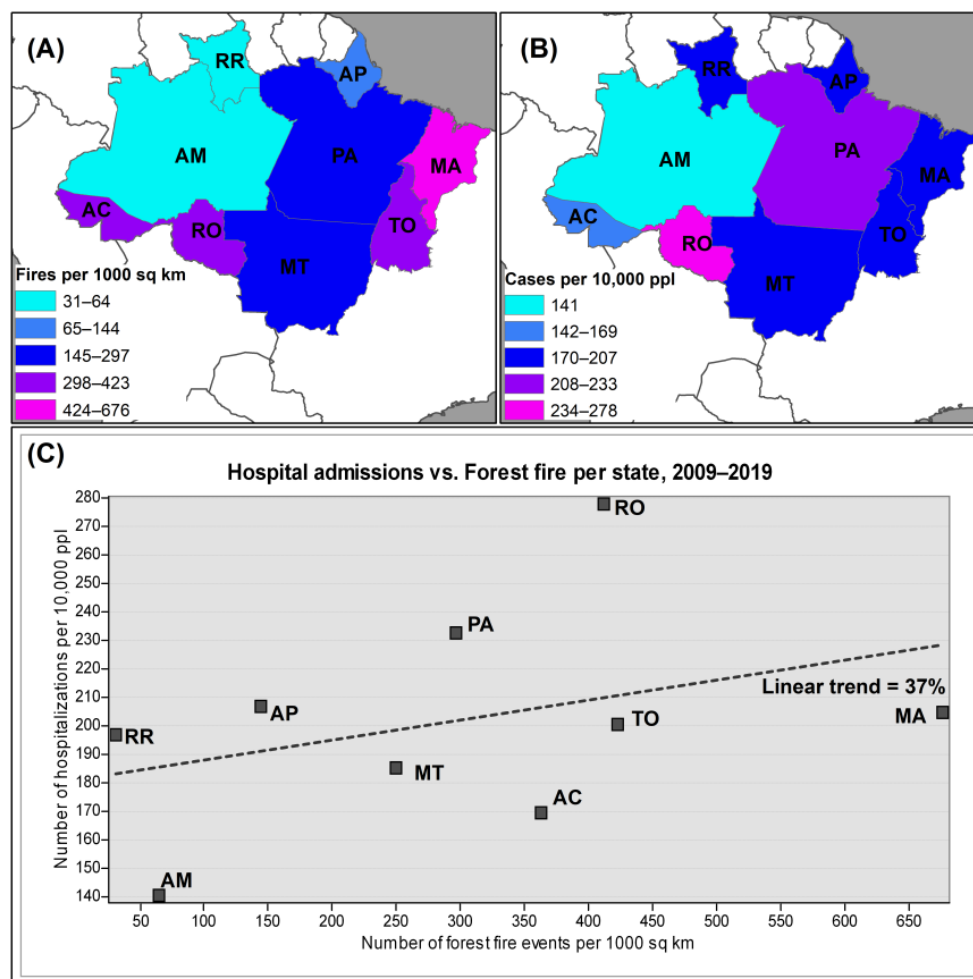 (A)
RR
AP
AM
PA
MA
AC
RO
TO
MT
Fires per 1000 sq km
31–64
65–144
145–297
298–423
424–676
(B)
RR
AP
AM
PA
MA
AC
RO
TO
MT
Cases per 10,000 ppl
141
142–169
170–207
208–233
234–278
(C)
Hospital admissions vs. Forest fire per state, 2009–2019
Number of hospitalizations per 10,000 ppl
280
270
260
250
240
230
220
210
200
190
180
170
160
150
140
RO
PA
Linear trend = 37%
AP
TO
MA
RR
MT
AC
AM
50 100 150 200 250 300 350 400 450 500 550 600 650
Number of forest fire events per 1000 sq km